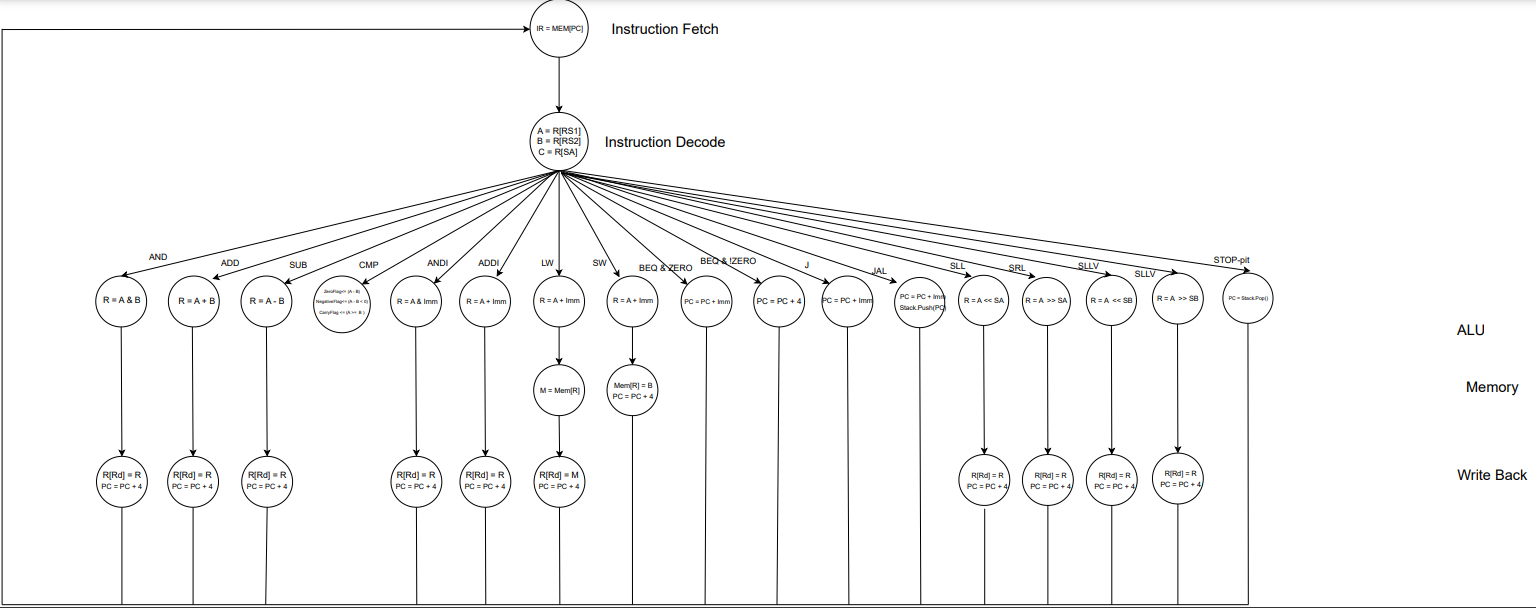 IR = MEM[PC]
Instruction Fetch
A = R[RS1]
B = R[RS2]
C = R[SA]
Instruction Decode
AND
ADD
SUB
CMP
ANDI
ADDI
LW
SW
BEQ & ZERO
BEQ & !ZERO
J
JAL
SLL
SRL
SLLV
SLLV
STOP-pit
R = A & B
R = A + B
R = A - B
ZeroFlag<= (A - B)
NegativeFlag<= (A - B < 0)
CarryFlag <= (A >= B )
R = A & Imm
R = A + Imm
R = A + Imm
R = A + Imm
PC = PC + Imm
PC = PC + 4
PC = PC + Imm
PC = PC + Imm
Stack.Push(PC)
R = A << SA
R = A >> SA
R = A << SB
R = A >> SB
PC = Stack.Pop()
ALU
M = Mem[R]
Mem[R] = B
PC = PC + 4
Memory
R[Rd] = R
PC = PC + 4
R[Rd] = R
PC = PC + 4
R[Rd] = R
PC = PC + 4
R[Rd] = R
PC = PC + 4
R[Rd] = R
PC = PC + 4
R[Rd] = M
PC = PC + 4
R[Rd] = R
PC = PC + 4
R[Rd] = R
PC = PC + 4
R[Rd] = R
PC = PC + 4
R[Rd] = R
PC = PC + 4
Write Back